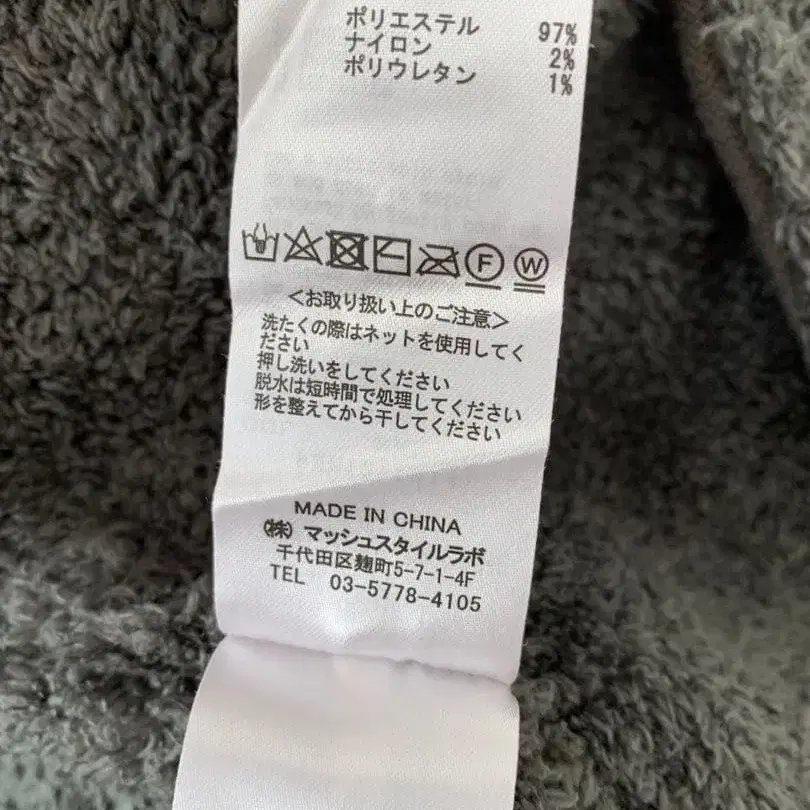 ポリエステル 97%
ナイロン 2%
ポリウレタン 1%
F W
<お取り扱い上のご注意>
洗たくの際はネットを使用してく
ださい
押し洗いをしてください
脱水は短時間で処理してください
形を整えてから干してください
MADE IN CHINA
(株) マッシュスタイルラボ
千代田区麹町5-7-1-4F
TEL 03-5778-4105